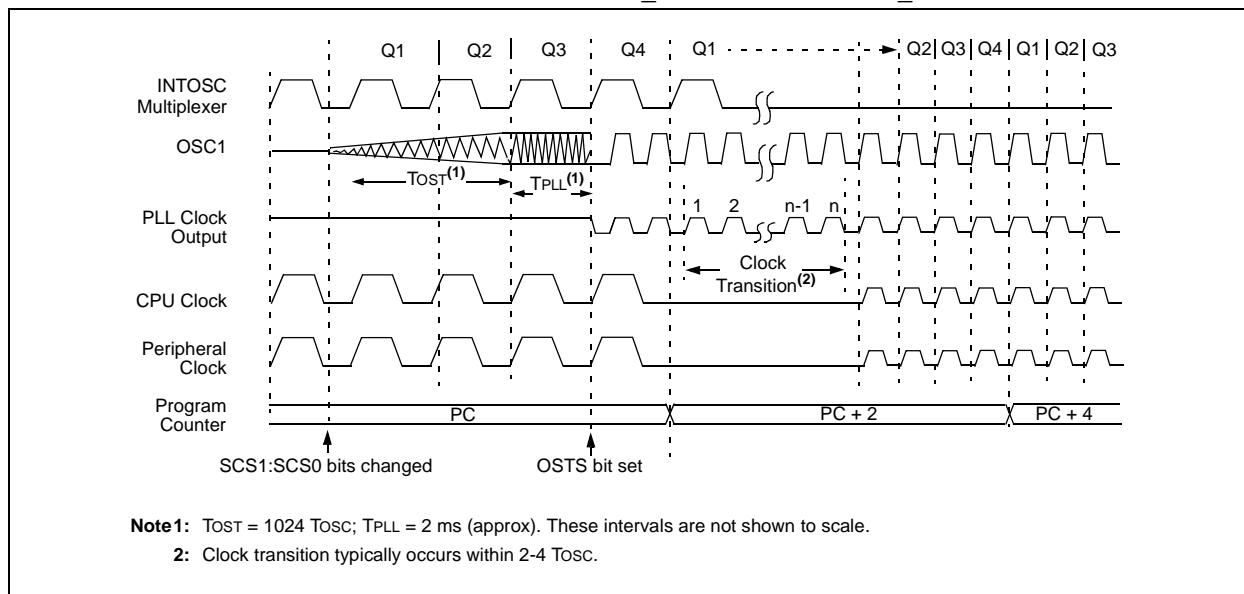 Q1 Q2 Q3 Q4 Q1 Q2 Q3 Q4 Q1 Q2 Q3
INTOSC
Multiplexer
OSC1
TOST(1) TPLL(1)
PLL Clock
Output
1 2 n-1 n
Clock
Transition(2)
CPU Clock
Peripheral
Clock
Program
Counter
PC PC + 2 PC + 4
SCS1:SCS0 bits changed OSTS bit set
Note1: TOST = 1024 TOSC; TPLL = 2 ms (approx). These intervals are not shown to scale.
2: Clock transition typically occurs within 2-4 TOSC.